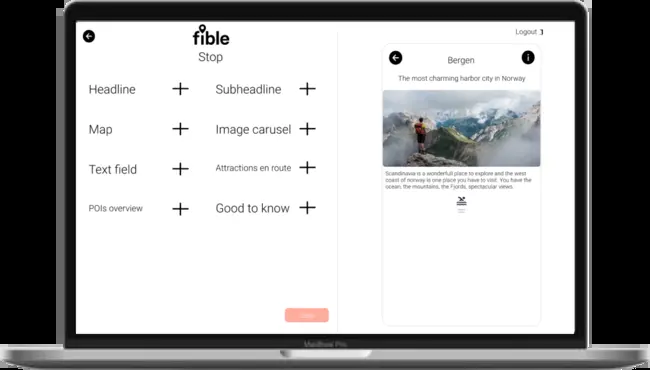 fible
Stop
Headline
Subheadline
Map
Image carusel
Text field
Attractions en route
POIs overview
Good to know
Logout
Bergen
The most charming harbor city in Norway
Scandinavia is a wonderfull place to explore and the west
coast of norway is one place you have to visit. You have the
ocean, the mountains, the Fjords, spectacular views.
MacBook Pro